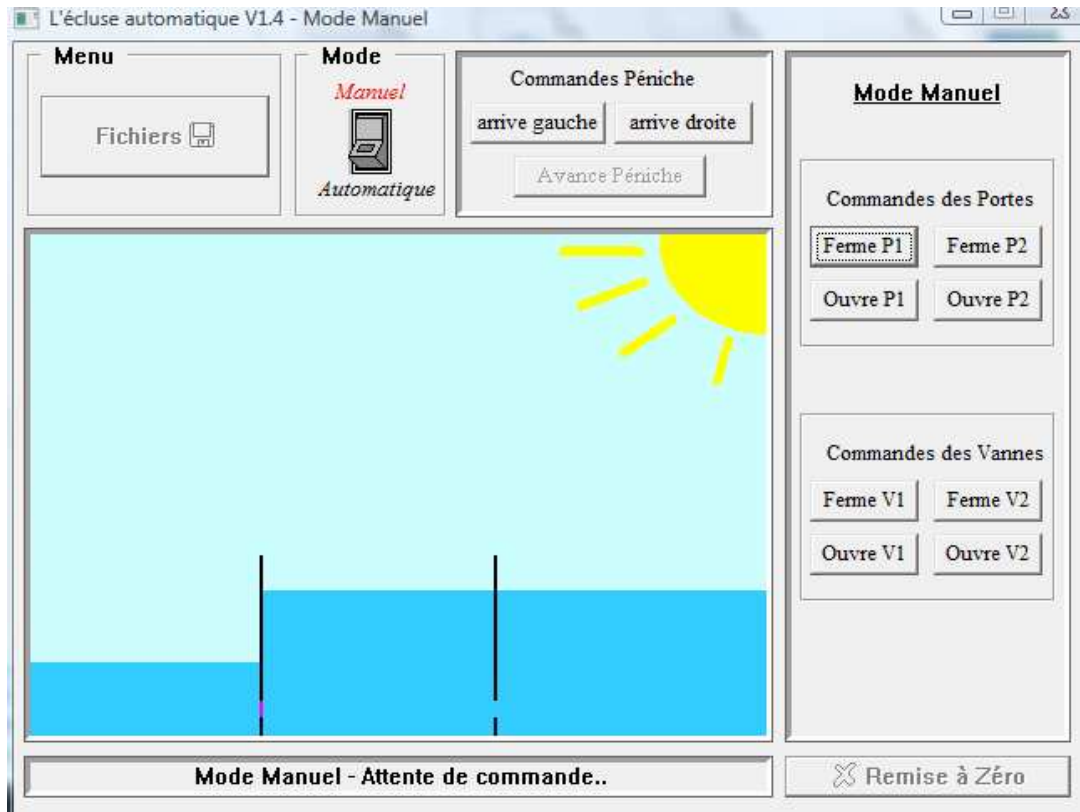 L'écluse automatique V1.4 - Mode Manuel
Menu
Fichiers
Mode
Manuel
Automatique
Commandes Péniche
arrive gauche arrive droite
Avance Péniche
Mode Manuel
Commandes des Portes
Ferme P1 Ferme P2
Ouvre P1 Ouvre P2
Commandes des Vannes
Ferme V1 Ferme V2
Ouvre V1 Ouvre V2
Mode Manuel - Attente de commande..
Remise à Zéro